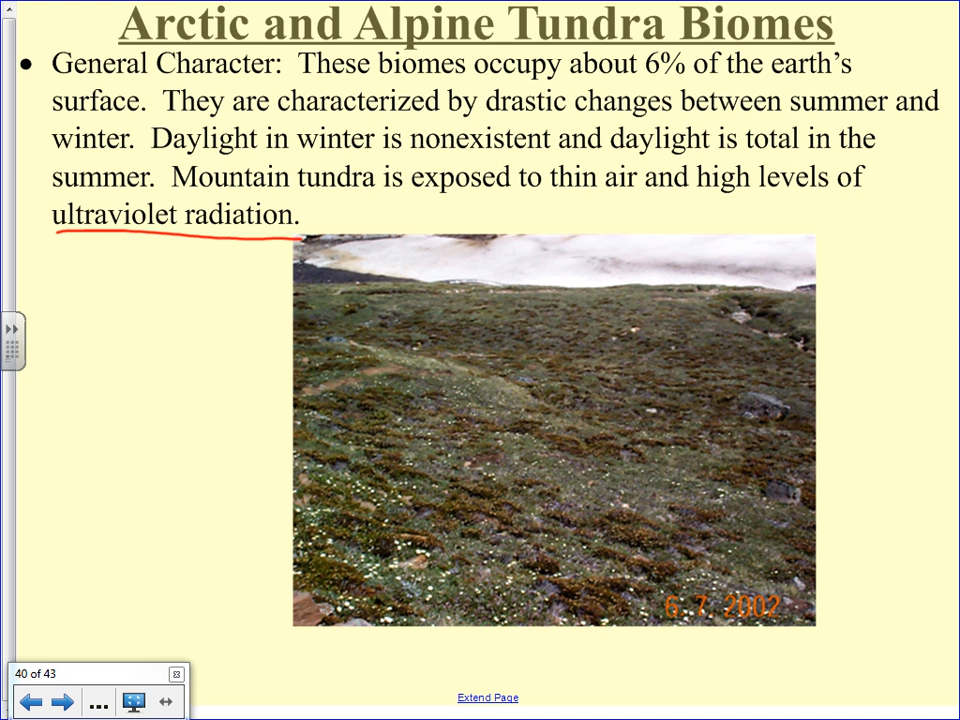 Arctic and Alpine Tundra Biomes
• General Character:  These biomes occupy about 6% of the earth’s
surface.  They are characterized by drastic changes between summer and
winter.  Daylight in winter is nonexistent and daylight is total in the
summer.  Mountain tundra is exposed to thin air and high levels of
ultraviolet radiation.
6. 7. 2002
40 of 43
...
Extend Page